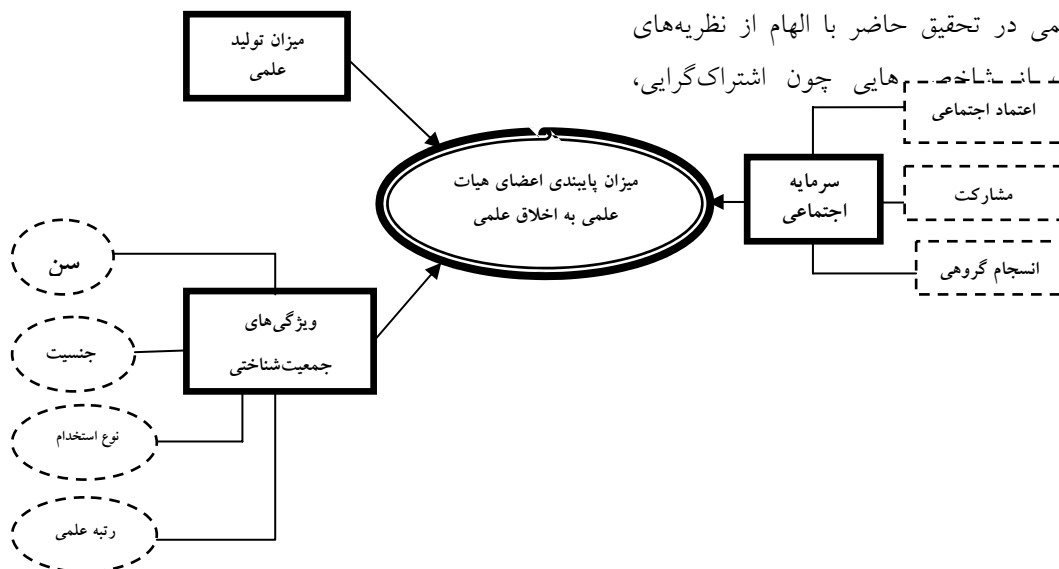 می در تحقیق حاضر با الهام از نظریه‌های
هایی چون اشتراک‌گرایی،
میزان تولید
علمی
اعتماد اجتماعی
میزان پایبندی اعضای هیات
علمی به اخلاق علمی
سرمایه
اجتماعی
مشارکت
انسجام گروهی
سن
ویژگی‌های
جمعیت‌شناختی
جنسیت
نوع استخدام
رتبه علمی